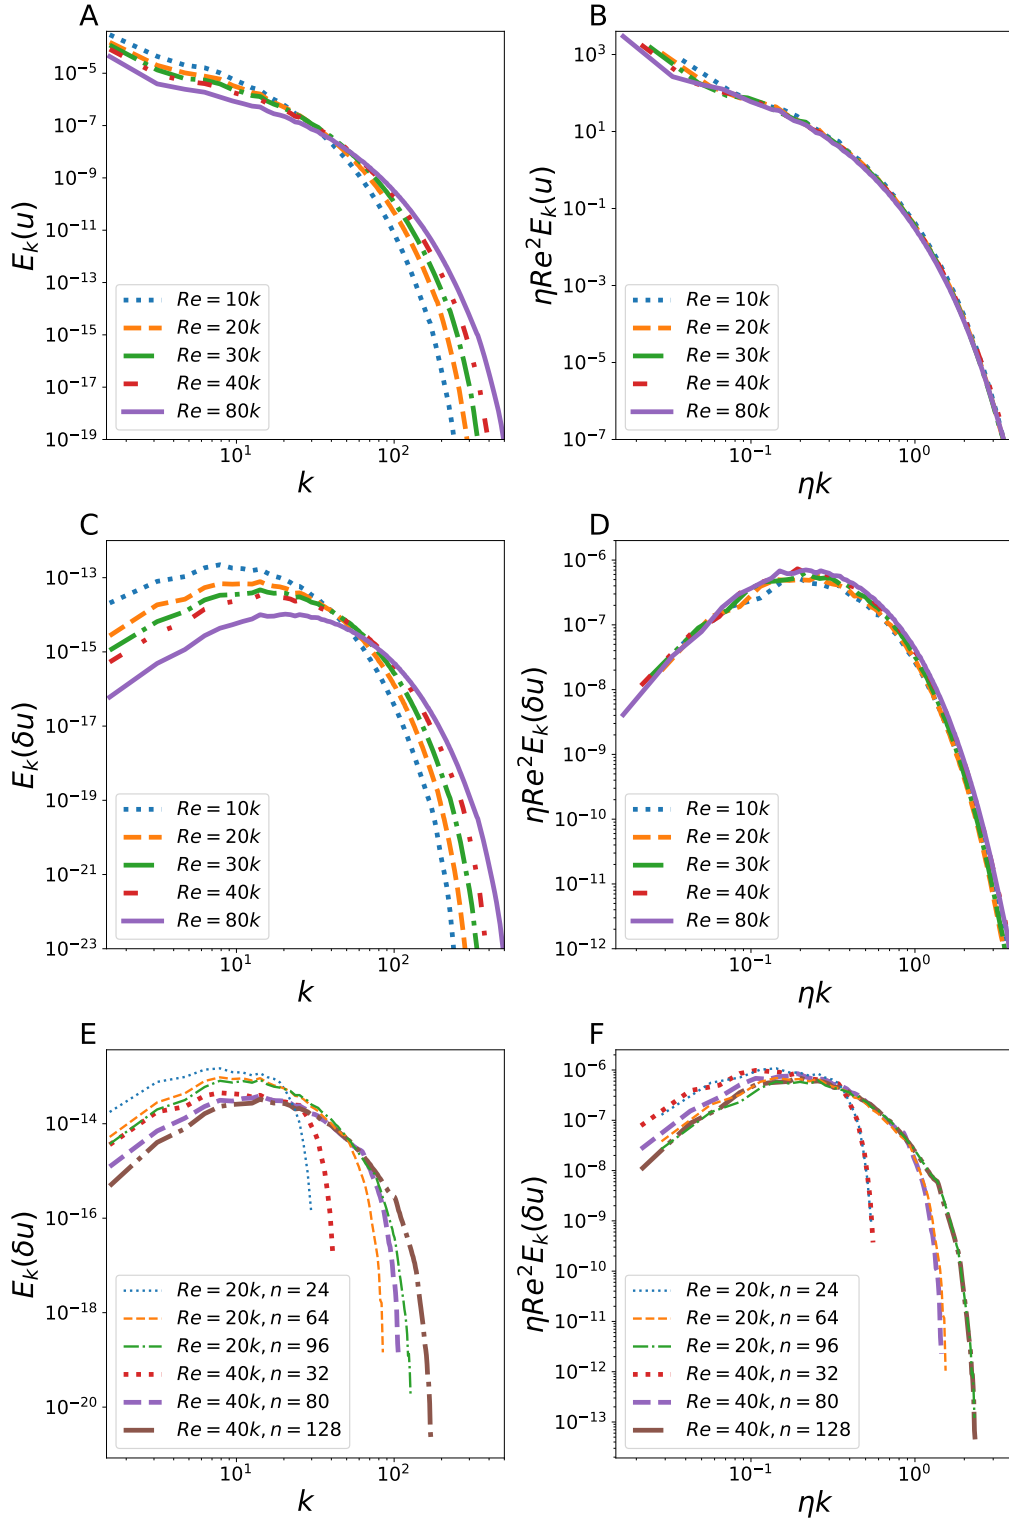 A
10^{-5}
10^{-7}
10^{-9}
10^{-11}
10^{-13}
10^{-15}
10^{-17}
10^{-19}
E_k(u)
Re = 10k
Re = 20k
Re = 30k
Re = 40k
Re = 80k
10^1
10^2
k
B
10^3
10^1
10^{-1}
10^{-3}
10^{-5}
10^{-7}
ηRe^2E_k(u)
Re = 10k
Re = 20k
Re = 30k
Re = 40k
Re = 80k
10^{-1}
10^0
ηk
C
10^{-13}
10^{-15}
10^{-17}
10^{-19}
10^{-21}
10^{-23}
E_k(δu)
Re = 10k
Re = 20k
Re = 30k
Re = 40k
Re = 80k
10^1
10^2
k
D
10^{-6}
10^{-7}
10^{-8}
10^{-9}
10^{-10}
10^{-11}
10^{-12}
ηRe^2E_k(δu)
Re = 10k
Re = 20k
Re = 30k
Re = 40k
Re = 80k
10^{-1}
10^0
ηk
E
10^{-14}
10^{-16}
10^{-18}
10^{-20}
E_k(δu)
Re = 20k, n = 24
Re = 20k, n = 64
Re = 20k, n = 96
Re = 40k, n = 32
Re = 40k, n = 80
Re = 40k, n = 128
10^1
10^2
k
F
10^{-6}
10^{-7}
10^{-8}
10^{-9}
10^{-10}
10^{-11}
10^{-12}
10^{-13}
ηRe^2E_k(δu)
Re = 20k, n = 24
Re = 20k, n = 64
Re = 20k, n = 96
Re = 40k, n = 32
Re = 40k, n = 80
Re = 40k, n = 128
10^{-1}
10^0
ηk